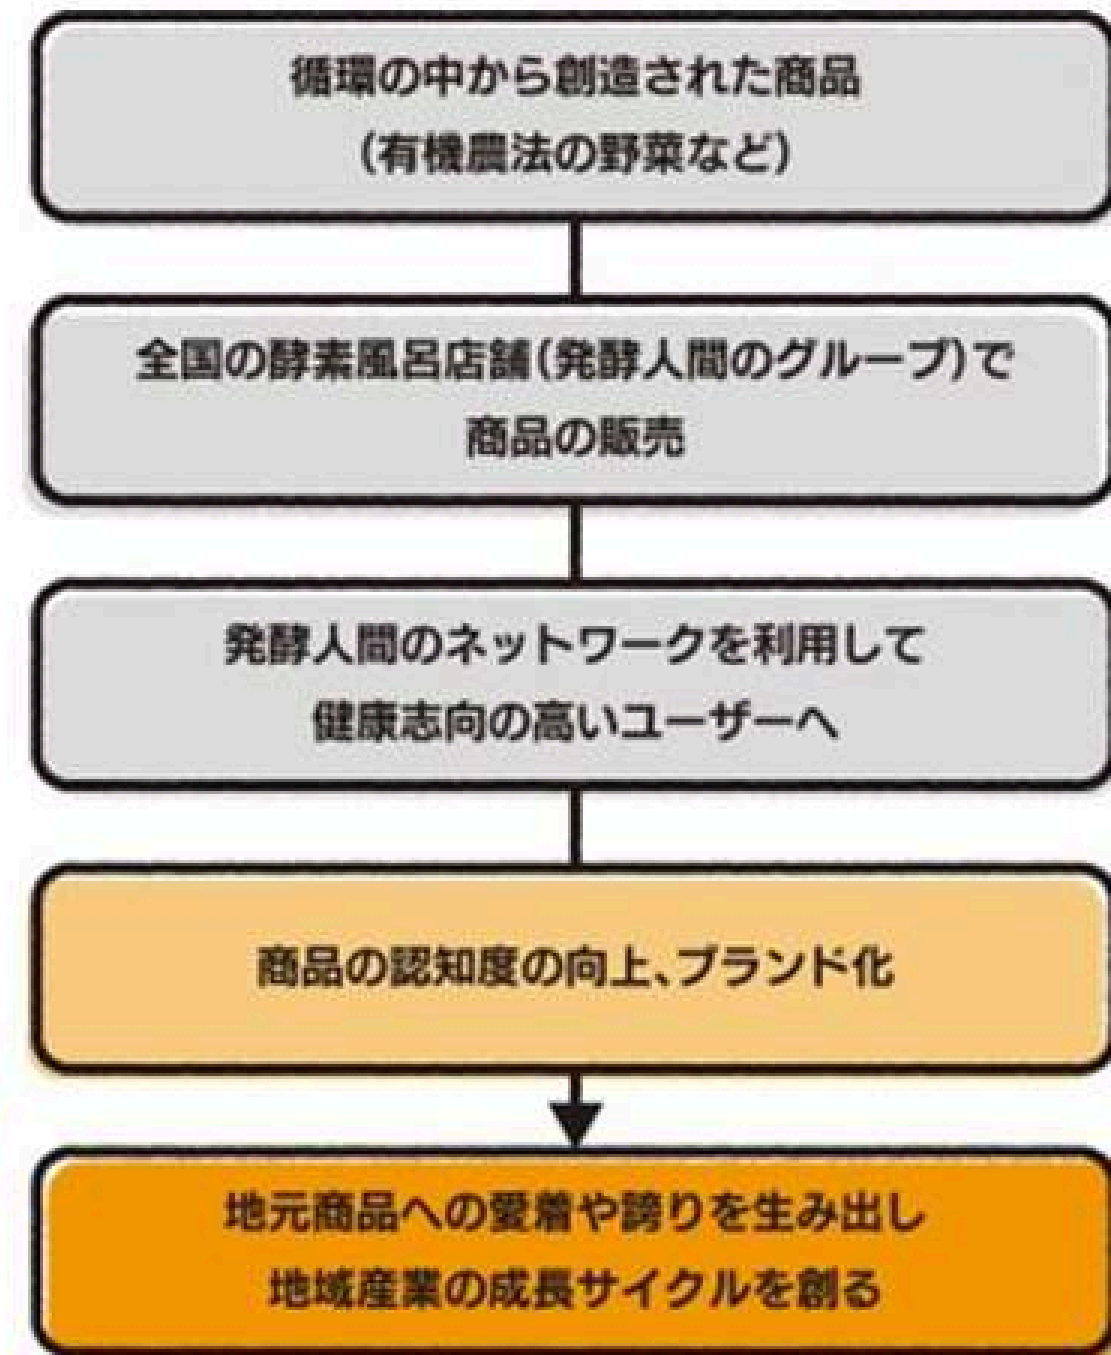 循環の中から創造された商品
(有機農法の野菜など)
全国の酵素風呂店舗(発酵人間のグループ)で
商品の販売
発酵人間のネットワークを利用して
健康志向の高いユーザーへ
商品の認知度の向上、ブランド化
地元商品への愛着や誇りを生み出し
地域産業の成長サイクルを創る